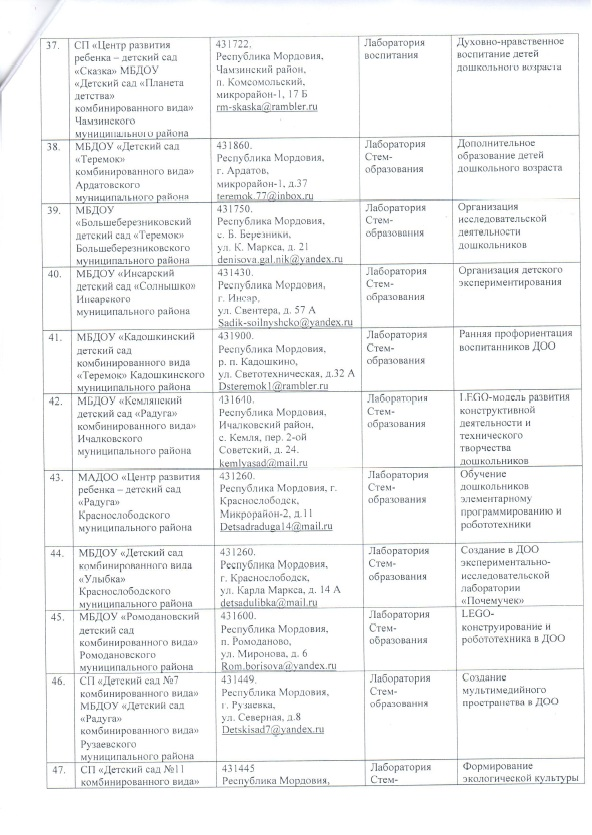 37. СП «Центр развития ребенка – детский сад «Сказка» МБДОУ «Детский сад «Планета детства» комбинированного вида» Чамзинского муниципального района
431722. Республика Мордовия, Чамзинский район, п. Комсомольский, микрорайон-1, 17 Б rm-skaska@rambler.ru
Лаборатория воспитания
Духовно-нравственное воспитание детей дошкольного возраста
38. МБДОУ «Детский сад «Теремок» комбинированного вида» Ардатовского муниципального района
431860. Республика Мордовия, г. Ардатов, микрорайон-1, д.37 teremok.77@inbox.ru
Лаборатория Стем-образования
Дополнительное образование детей дошкольного возраста
39. МБДОУ «Большеберезниковский детский сад «Теремок» Большеберезниковского муниципального района
431750. Республика Мордовия, с. Б. Березники, ул. К. Маркса, д. 21 denisova.gal.nik@yandex.ru
Лаборатория Стем-образования
Организация исследовательской деятельности дошкольников
40. МБДОУ «Инсарский детский сад «Солнышко» Инсарского муниципального района
431430. Республика Мордовия, г. Инсар, ул. Свентера, д. 57 А Sadik-soilnyshcko@yandex.ru
Лаборатория Стем-образования
Организация детского экспериментирования
41. МБДОУ «Кадошкинский детский сад комбинированного вида «Теремок» Кадошкинского муниципального района
431900. Республика Мордовия, р. п. Кадошкино, ул. Светотехническая, д.32 А Dsteremok1@rambler.ru
Лаборатория Стем-образования
Ранняя профориентация воспитанников ДОО
42. МБДОУ «Кемлянский детский сад «Радуга» комбинированного вида» Ичалковского муниципального района
431640. Республика Мордовия, Ичалковский район, с. Кемля, пер. 2-ой Советский, д. 24. kemlyasad@mail.ru
Лаборатория Стем-образования
LEGO-модель развития конструктивной деятельности и технического творчества дошкольников
43. МАДОО «Центр развития ребенка – детский сад «Радуга» Краснослободского муниципального района
431260. Республика Мордовия, г. Краснослободск, Микрорайон-2, д.11 Detsadraduga14@mail.ru
Лаборатория Стем-образования
Обучение дошкольников элементарному программированию и робототехники
44. МБДОУ «Детский сад комбинированного вида «Улыбка» Краснослободского муниципального района
431260. Республика Мордовия, г. Краснослободск, ул. Карла Маркса, д. 14 А detsadulibka@mail.ru
Лаборатория Стем-образования
Создание в ДОО экспериментально-исследовательской лаборатории «Почемучек»
45. МБДОУ «Ромодановский детский сад комбинированного вида» Ромодановского муниципального района
431600. Республика Мордовия, п. Ромоданово, ул. Миронова, д. 6 Rom.borisova@yandex.ru
Лаборатория Стем-образования
LEGO-конструирование и робототехника в ДОО
46. СП «Детский сад №7 комбинированного вида» МБДОУ «Детский сад «Радуга» комбинированного вида» Рузаевского муниципального района
431449. Республика Мордовия, г. Рузаевка, ул. Северная, д.8 Detskisad7@yandex.ru
Лаборатория Стем-образования
Создание мультимедийного пространства в ДОО
47. СП «Детский сад №11 комбинированного вида»
431445 Республика Мордовия,
Лаборатория Стем-
Формирование экологической культуры